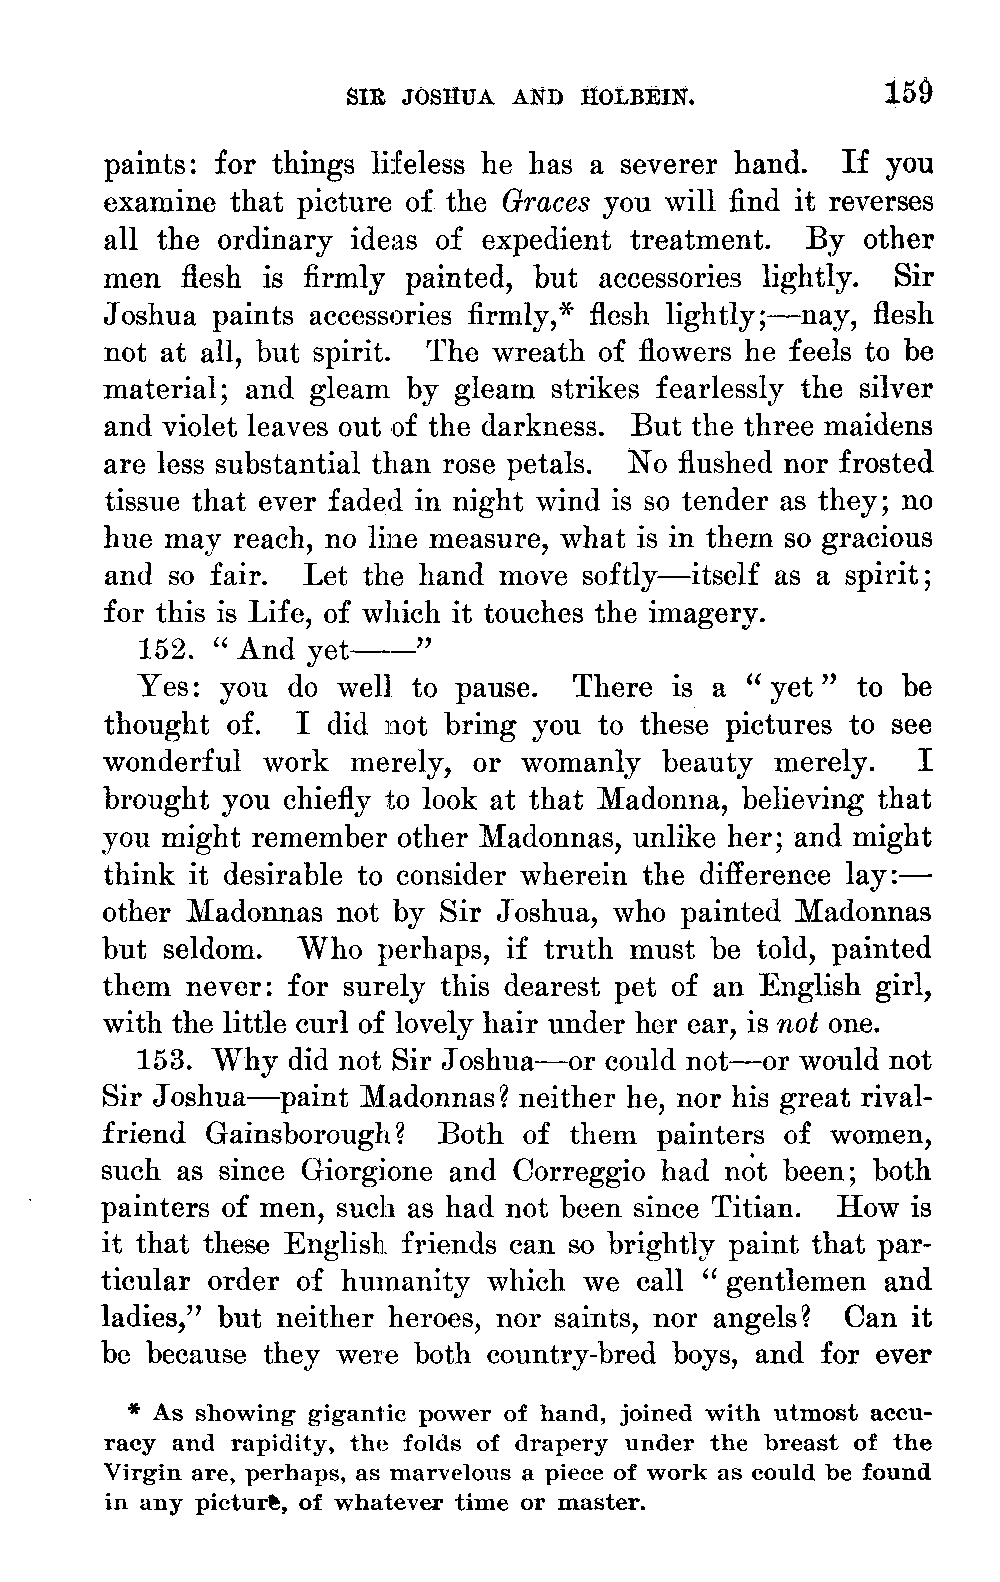 SIR JOSHUA AND HOLBEIN. 159
paints: for things lifeless he has a severer hand. If you
examine that picture of the Graces you will find it reverses
all the ordinary ideas of expedient treatment. By other
men flesh is firmly painted, but accessories lightly. Sir
Joshua paints accessories firmly,* flesh lightly;—nay, flesh
not at all, but spirit. The wreath of flowers he feels to be
material; and gleam by gleam strikes fearlessly the silver
and violet leaves out of the darkness. But the three maidens
are less substantial than rose petals. No flushed nor frosted
tissue that ever faded in night wind is so tender as they; no
hue may reach, no line measure, what is in them so gracious
and so fair. Let the hand move softly—itself as a spirit;
for this is Life, of which it touches the imagery.
152. “ And yet——”
Yes: you do well to pause. There is a “ yet ” to be
thought of. I did not bring you to these pictures to see
wonderful work merely, or womanly beauty merely. I
brought you chiefly to look at that Madonna, believing that
you might remember other Madonnas, unlike her; and might
think it desirable to consider wherein the difference lay:—
other Madonnas not by Sir Joshua, who painted Madonnas
but seldom. Who perhaps, if truth must be told, painted
them never: for surely this dearest pet of an English girl,
with the little curl of lovely hair under her ear, is not one.
153. Why did not Sir Joshua—or could not—or would not
Sir Joshua—paint Madonnas? neither he, nor his great rival-
friend Gainsborough? Both of them painters of women,
such as since Giorgione and Correggio had not been; both
painters of men, such as had not been since Titian. How is
it that these English friends can so brightly paint that par-
ticular order of humanity which we call “ gentlemen and
ladies,” but neither heroes, nor saints, nor angels? Can it
be because they were both country-bred boys, and for ever
* As showing gigantic power of hand, joined with utmost accu-
racy and rapidity, the folds of drapery under the breast of the
Virgin are, perhaps, as marvelous a piece of work as could be found
in any picture, of whatever time or master.